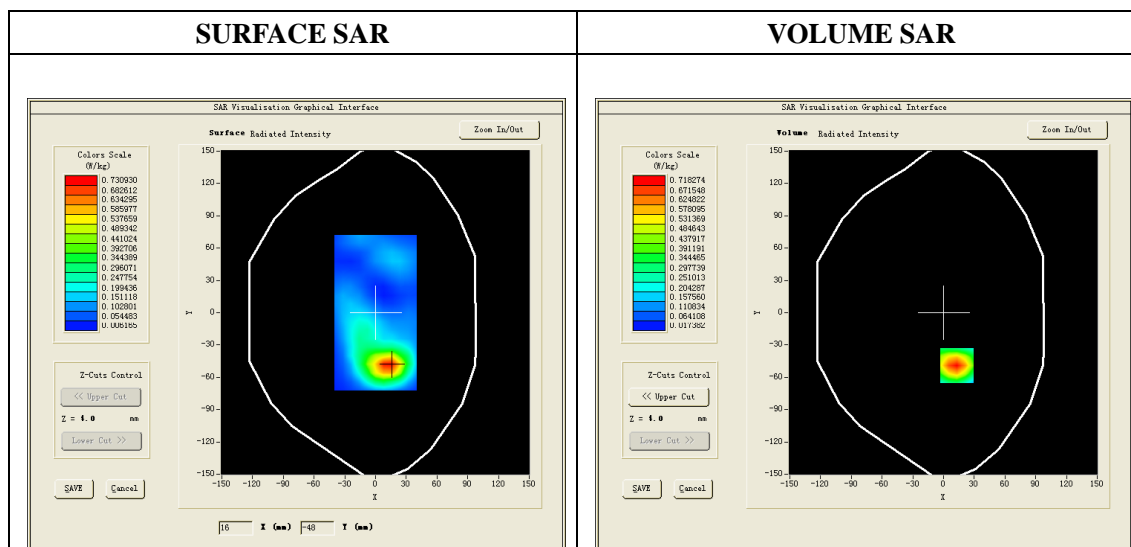 SURFACE SAR
VOLUME SAR
SAR Visualisation Graphical Interface
Surface Radiated Intensity
Zoom In/Out
Colors Scale
(W/kg)
0.730930
0.682612
0.634295
0.585977
0.537659
0.489342
0.441024
0.392706
0.344389
0.296071
0.247754
0.199436
0.151118
0.102801
0.054483
0.006165
150
120
90
60
30
0
-30
-60
-90
-120
-150
Y
-150 -120 -90 -60 -30 0 30 60 90 120 150
X
Z-Cuts Control
<< Upper Cut
Z = 4.0 mm
Lower Cut >>
SAVE Cancel
16 X (mm) -48 Y (mm)
SAR Visualisation Graphical Interface
Volume Radiated Intensity
Zoom In/Out
Colors Scale
(W/kg)
0.718274
0.671548
0.624822
0.578095
0.531369
0.484643
0.437917
0.391191
0.344465
0.297739
0.251013
0.204287
0.157560
0.110834
0.064108
0.017382
150
120
90
60
30
0
-30
-60
-90
-120
-150
Y
-150 -120 -90 -60 -30 0 30 60 90 120 150
X
Z-Cuts Control
<< Upper Cut
Z = 4.0 mm
Lower Cut >>
SAVE Cancel